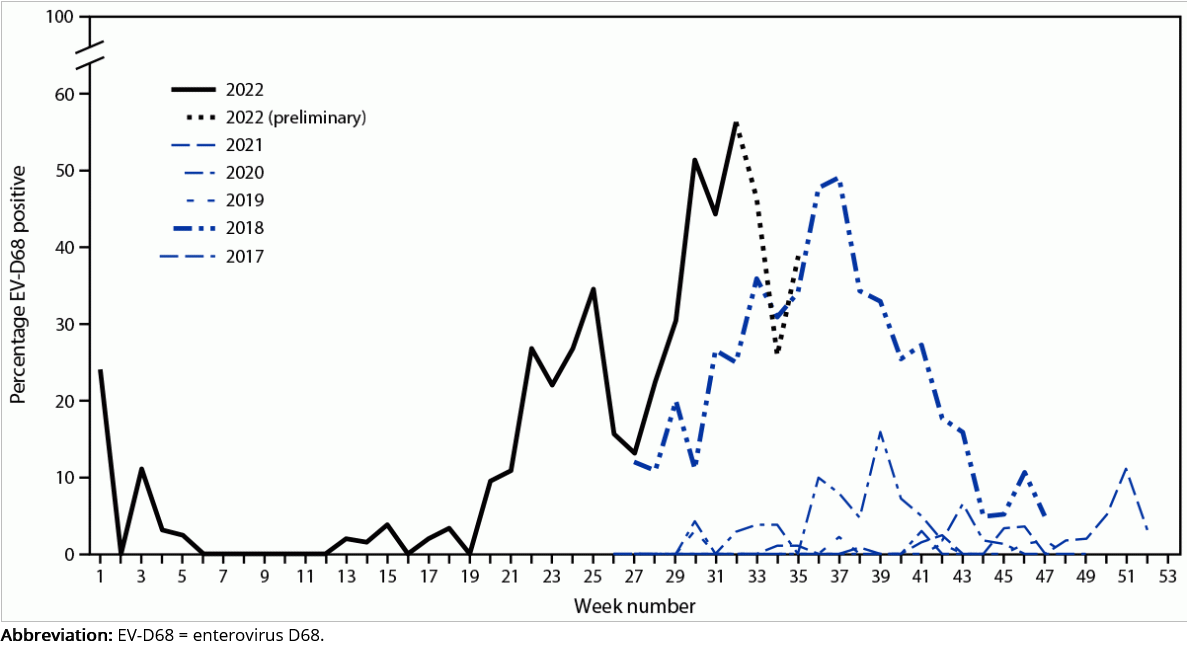 100
60
50
40
30
20
10
0
Percentage EV-D68 positive
2022
2022 (preliminary)
2021
2020
2019
2018
2017
1 3 5 7 9 11 13 15 17 19 21 23 25 27 29 31 33 35 37 39 41 43 45 47 49 51 53
Week number
Abbreviation: EV-D68 = enterovirus D68.